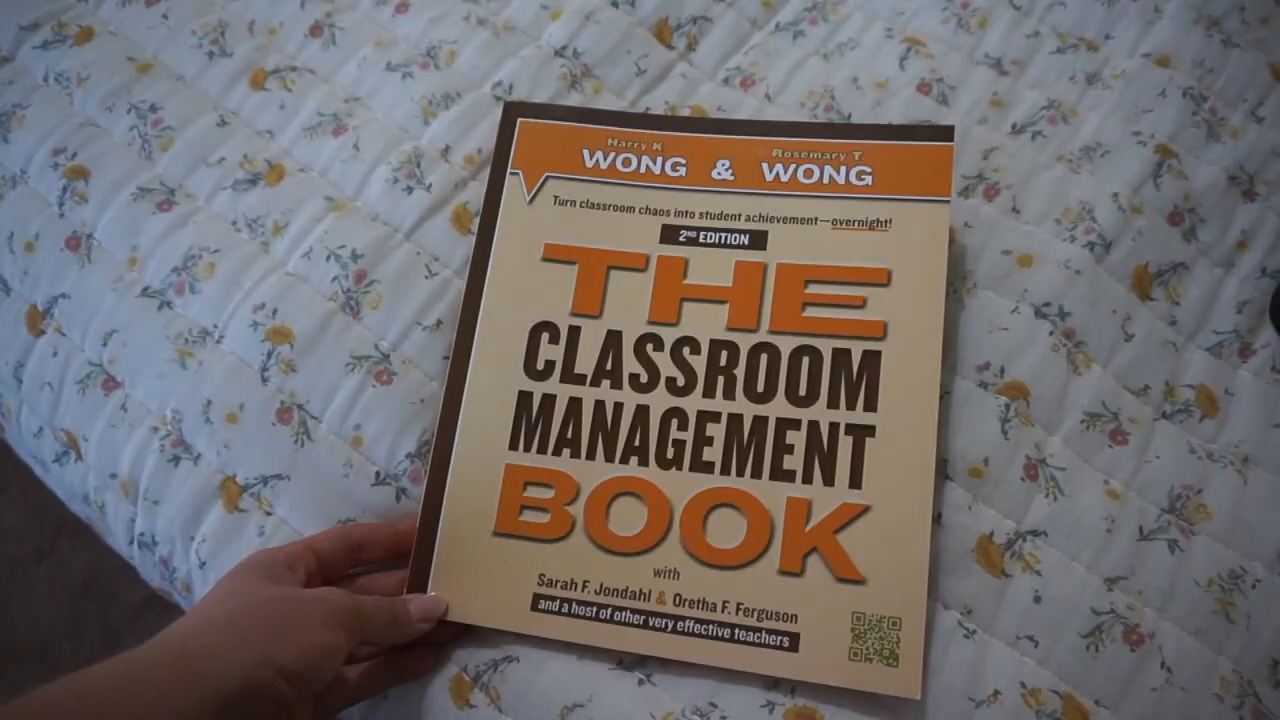 Harry K. Rosemary T.
WONG & WONG
Turn classroom chaos into student achievement—overnight!
2ND EDITION
THE
CLASSROOM
MANAGEMENT
BOOK
with
Sarah F. Jondahl & Oretha F. Ferguson
and a host of other very effective teachers